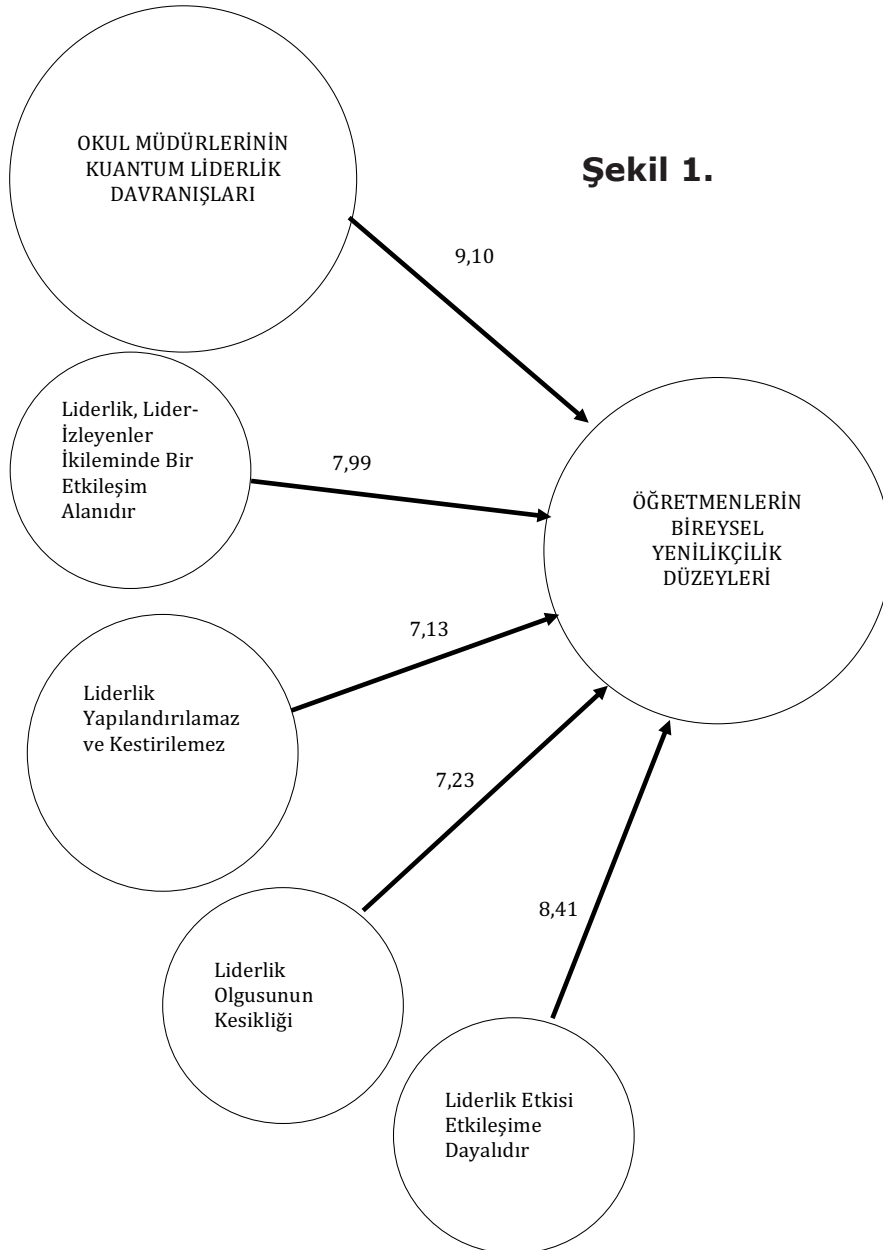 OKUL MÜDÜRLERİNİN
KUANTUM LİDERLİK
DAVRANIŞLARI
Şekil 1.
9,10
Liderlik, Lider-
İzleyenler
İkileminde Bir
Etkileşim
Alanıdır
7,99
ÖĞRETMENLERİN
BİREYSEL
YENİLİKÇİLİK
DÜZEYLERİ
7,13
Liderlik
Yapılandırılamaz
ve Kestirilemez
7,23
8,41
Liderlik
Olgusunun
Kesikliği
Liderlik Etkisi
Etkileşime
Dayalıdır